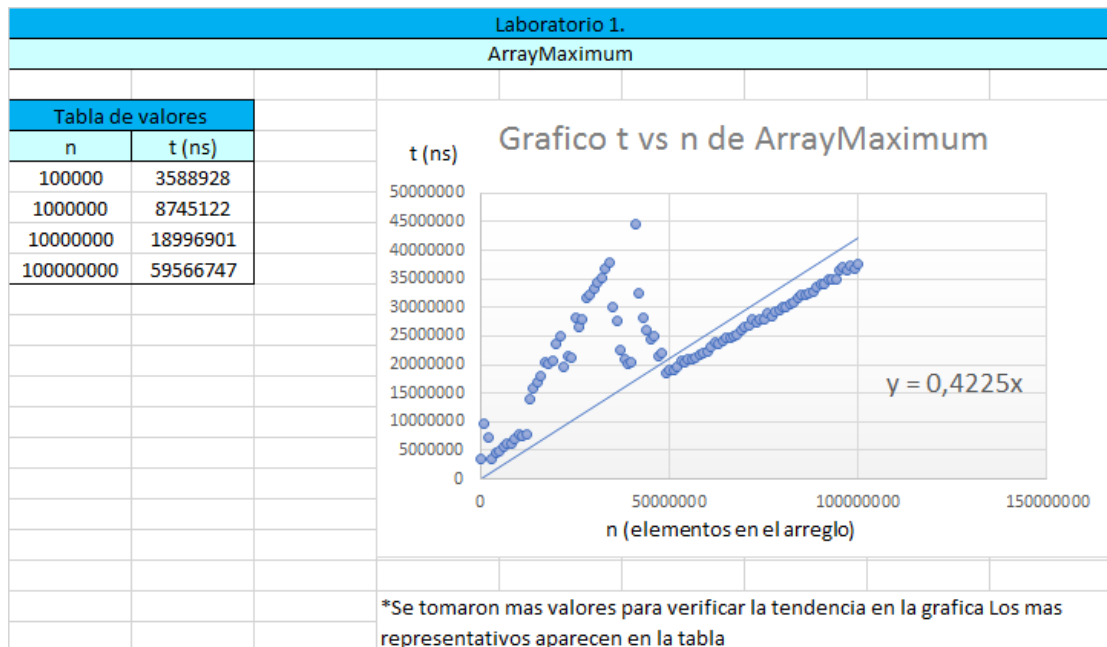 Laboratorio 1.
ArrayMaximum
Tabla de valores
n t (ns)
100000 3588928
1000000 8745122
10000000 18996901
100000000 59566747
Grafico t vs n de ArrayMaximum
t (ns)
50000000
45000000
40000000
35000000
30000000
25000000
20000000
15000000
10000000
5000000
0
y = 0,4225x
0 50000000 100000000 150000000
n (elementos en el arreglo)
*Se tomaron mas valores para verificar la tendencia en la grafica Los mas
representativos aparecen en la tabla